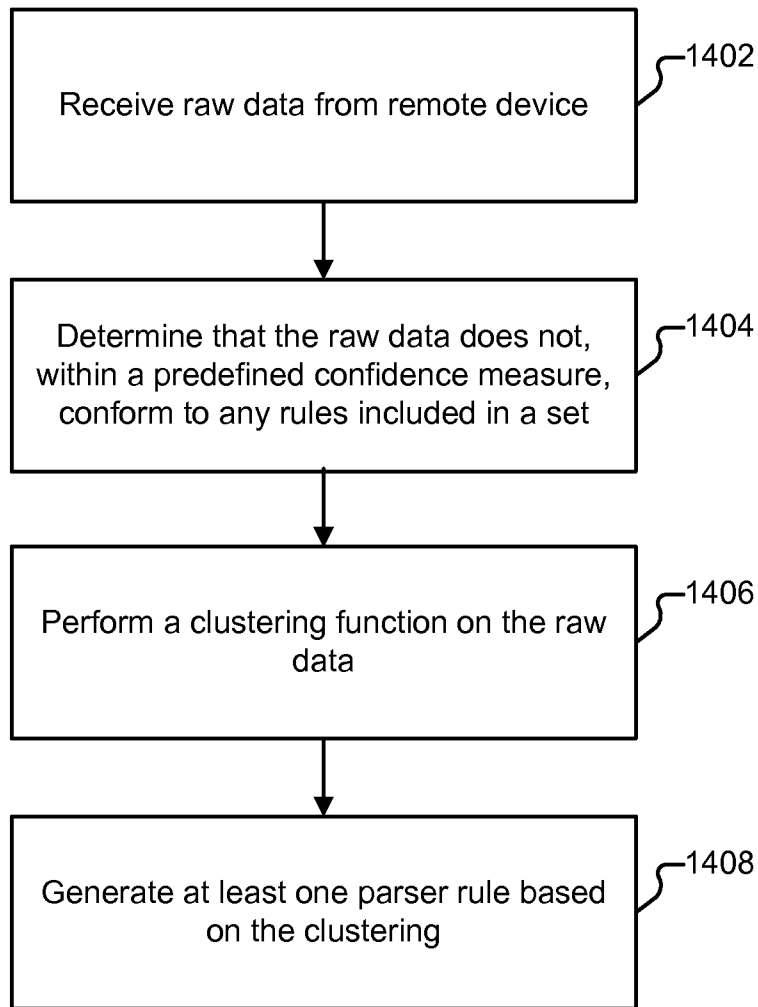 Receive raw data from remote device
1402
Determine that the raw data does not,
within a predefined confidence measure,
conform to any rules included in a set
1404
Perform a clustering function on the raw
data
1406
Generate at least one parser rule based
on the clustering
1408